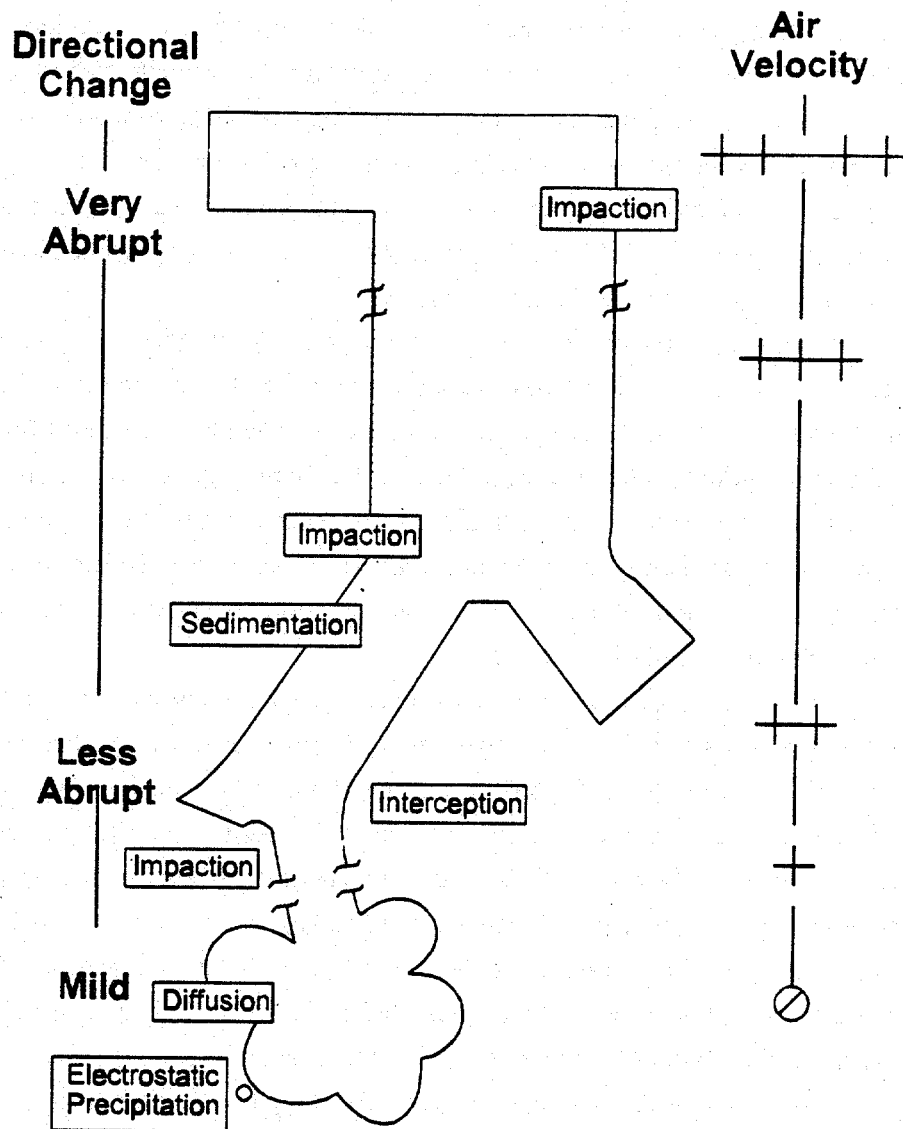 Directional
Change
Air
Velocity
Very
Abrupt
Impaction
Impaction
Sedimentation
Less
Abrupt
Interception
Impaction
Mild
Diffusion
Electrostatic
Precipitation